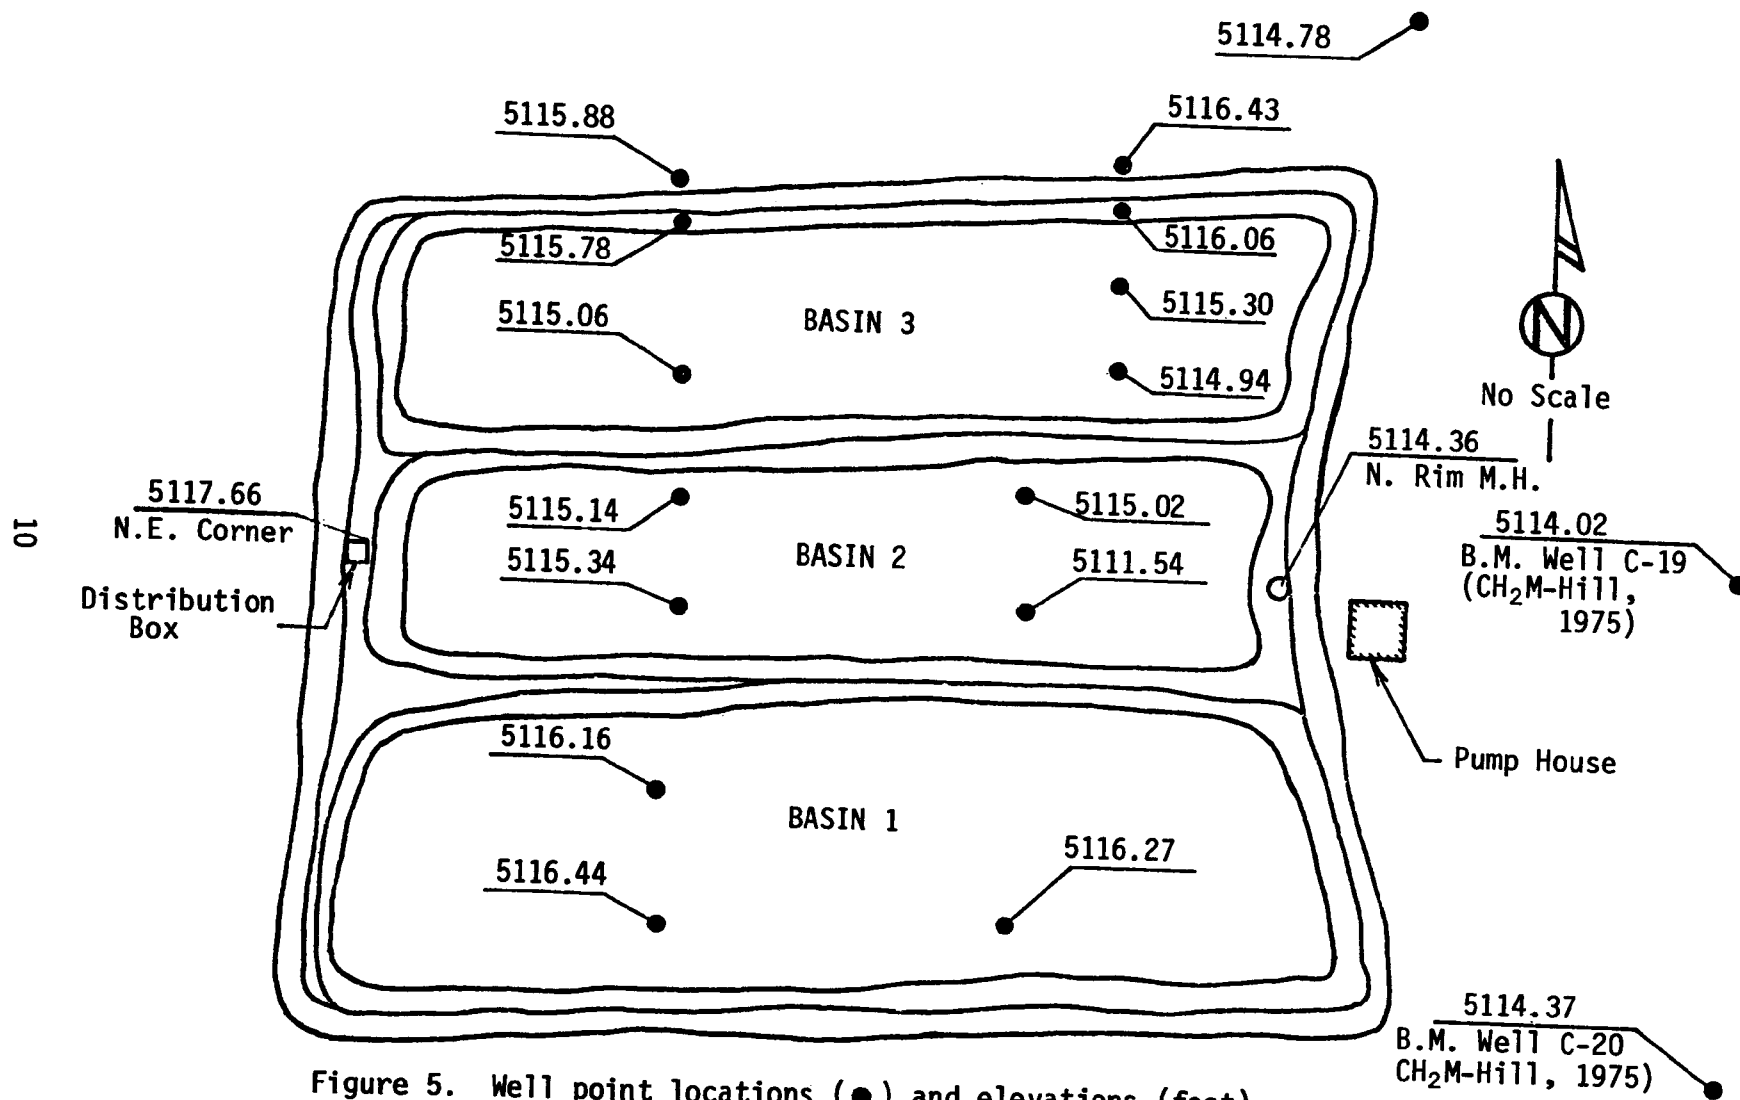 5114.78
5115.88
5116.43
5115.78
5116.06
5115.06
BASIN 3
5115.30
5114.94
N
No Scale
5114.36
N. Rim M.H.
5117.66
N.E. Corner
5115.14
5115.02
5114.02
B.M. Well C-19
(CH₂M-Hill,
1975)
10
5115.34
BASIN 2
5111.54
Distribution
Box
Pump House
5116.16
BASIN 1
5116.44
5116.27
5114.37
B.M. Well C-20
CH₂M-Hill, 1975)
Figure 5. Well point locations (●) and elevations (feet)